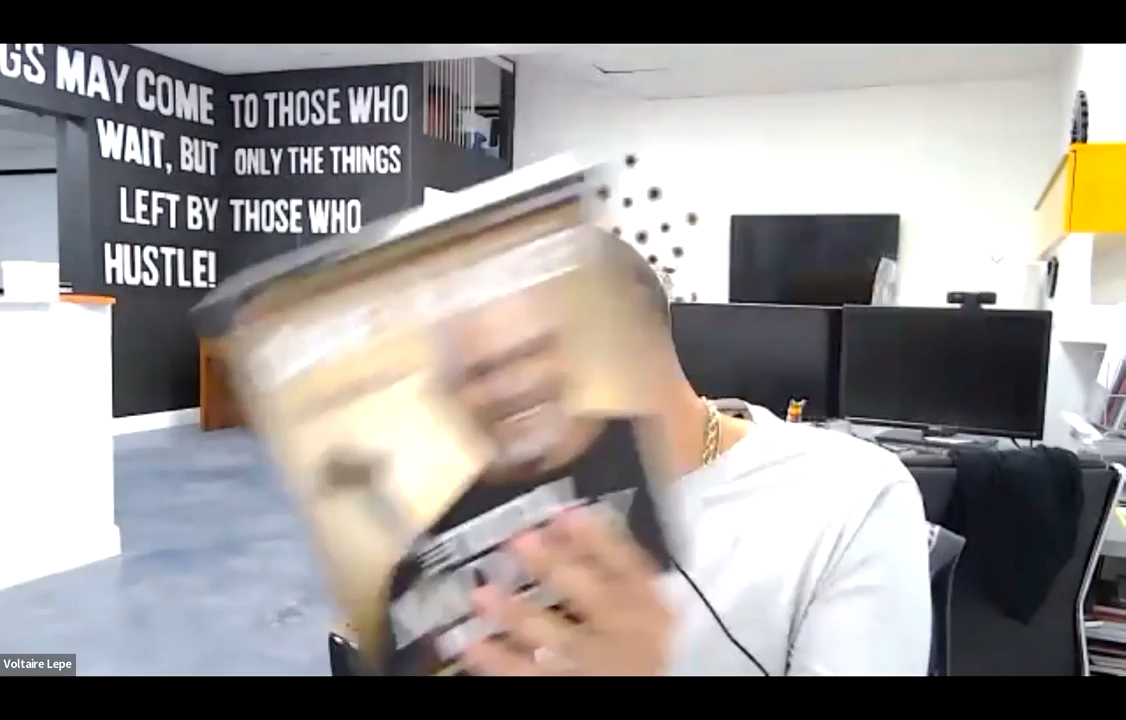 GS MAY COME TO THOSE WHO
WAIT, BUT ONLY THE THINGS
LEFT BY THOSE WHO
HUSTLE!
Voltaire Lepe